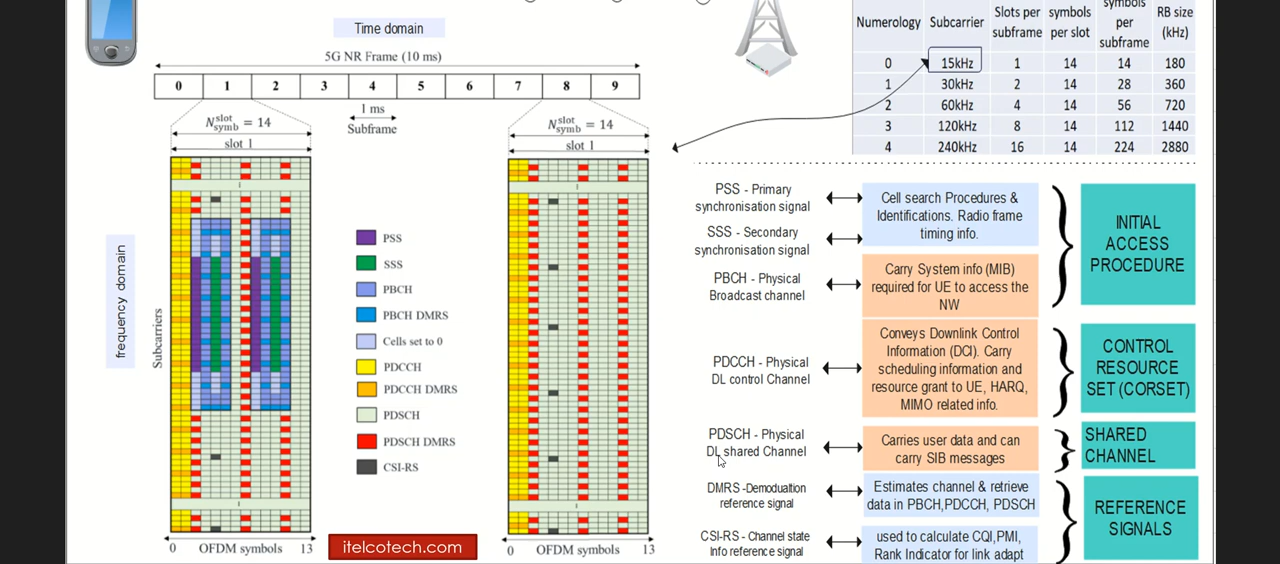 Time domain
5G NR Frame (10 ms)
0 1 2 3 4 5 6 7 8 9
1 ms
Subframe
N slot symb = 14
slot 1
N slot symb = 14
slot 1
frequency domain
Subcarriers
PSS
SSS
PBCH
PBCH DMRS
Cells set to 0
PDCCH
PDCCH DMRS
PDSCH
PDSCH DMRS
CSI-RS
0 OFDM symbols 13
itelcotech.com
0 OFDM symbols 13
Numerology Subcarrier Slots per subframe symbols per slot symbols per subframe RB size (kHz)
0 15kHz 1 14 14 180
1 30kHz 2 14 28 360
2 60kHz 4 14 56 720
3 120kHz 8 14 112 1440
4 240kHz 16 14 224 2880
PSS - Primary
synchronisation signal
SSS - Secondary
synchronisation signal
Cell search Procedures &
Identifications. Radio frame
timing info.
PBCH - Physical
Broadcast channel
Carry System info (MIB)
required for UE to access the
NW
INITIAL
ACCESS
PROCEDURE
PDCCH - Physical
DL control Channel
Conveys Downlink Control
Information (DCI). Carry
scheduling information and
resource grant to UE, HARQ,
MIMO related info.
CONTROL
RESOURCE
SET (CORSET)
PDSCH - Physical
DL shared Channel
Carries user data and can
carry SIB messages
SHARED
CHANNEL
DMRS -Demodualtion
reference signal
Estimates channel & retrieve
data in PBCH,PDCCH, PDSCH
CSI-RS - Channel state
Info reference signal
used to calculate CQI,PMI,
Rank Indicator for link adapt
REFERENCE
SIGNALS